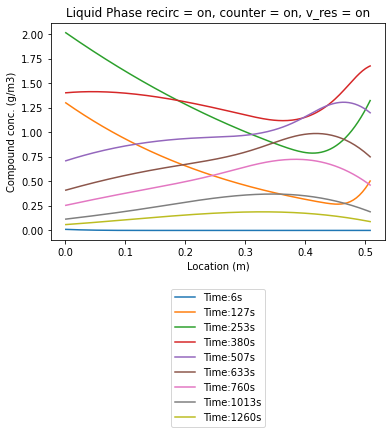 Liquid Phase recirc = on, counter = on, v_res = on
Compound conc. (g/m3)
2.00
1.75
1.50
1.25
1.00
0.75
0.50
0.25
0.00
0.0 0.1 0.2 0.3 0.4 0.5
Location (m)
Time:6s
Time:127s
Time:253s
Time:380s
Time:507s
Time:633s
Time:760s
Time:1013s
Time:1260s